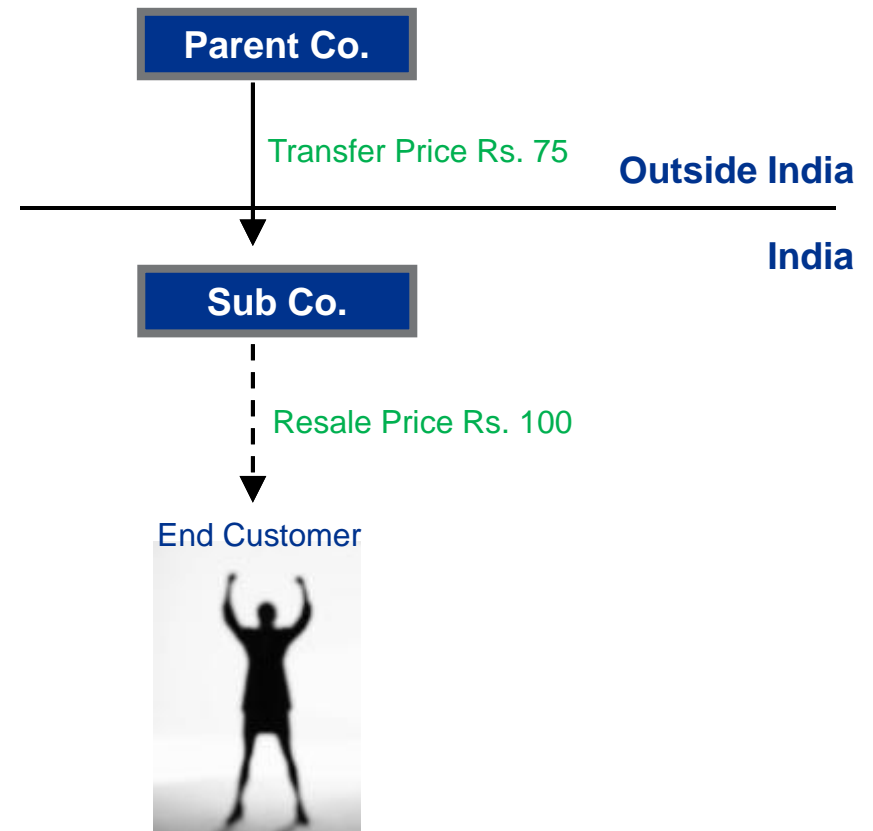 Parent Co.
Transfer Price Rs. 75
Outside India
India
Sub Co.
Resale Price Rs. 100
End Customer